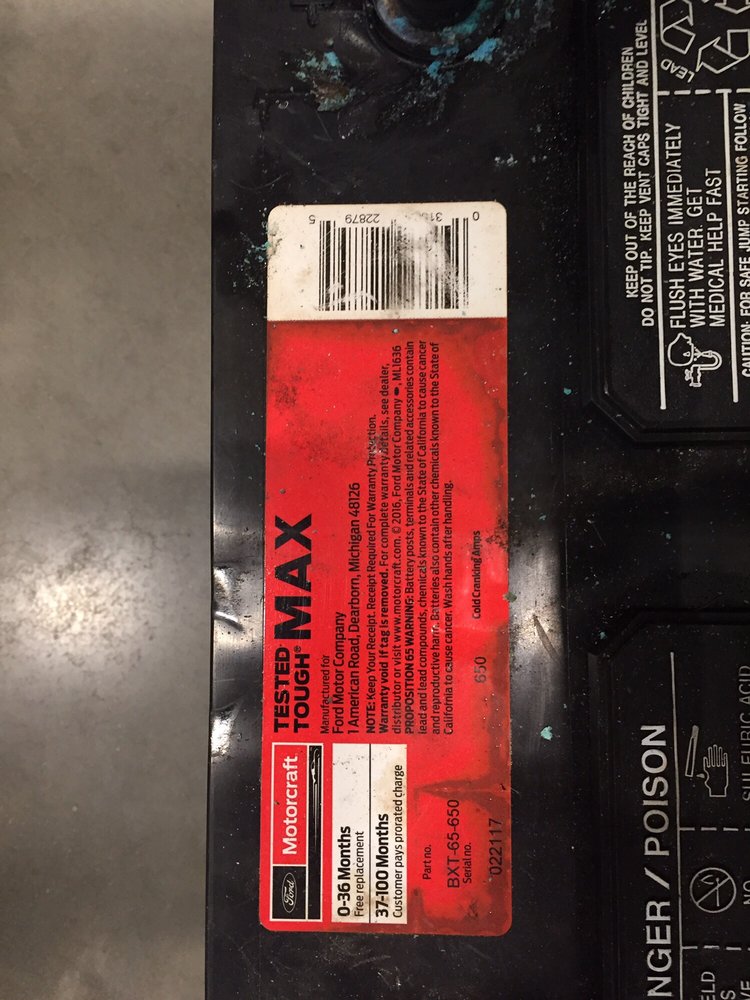 Ford
Motorcraft
TESTED
TOUGH®
MAX
Manufactured for
Ford Motor Company
1 American Road, Dearborn, Michigan 48126
NOTE: Keep Your Receipt. Receipt Required For Warranty Protection.
Warranty void if tag is removed. For complete warranty details, see dealer,
distributor or visit www.motorcraft.com. © 2016, Ford Motor Company, ML1636
PROPOSITION 65 WARNING: Battery posts, terminals and related accessories contain
lead and lead compounds, chemicals known to the State of California to cause cancer
and reproductive harm. Batteries also contain other chemicals known to the State of
California to cause cancer. Wash hands after handling.
0-36 Months
Free replacement
37-100 Months
Customer pays prorated charge
Part no.
BXT-65-650
Serial no.
022117
650 Cold Cranking Amps
0 22879 5
KEEP OUT OF THE REACH OF CHILDREN
DO NOT TIP. KEEP VENT CAPS TIGHT AND LEVEL
FLUSH EYES IMMEDIATELY
WITH WATER. GET
MEDICAL HELP FAST
LEAD
CAUTION: FOR SAFE JUMP STARTING FOLLOW
NGER / POISON
SULFURIC ACID
NO